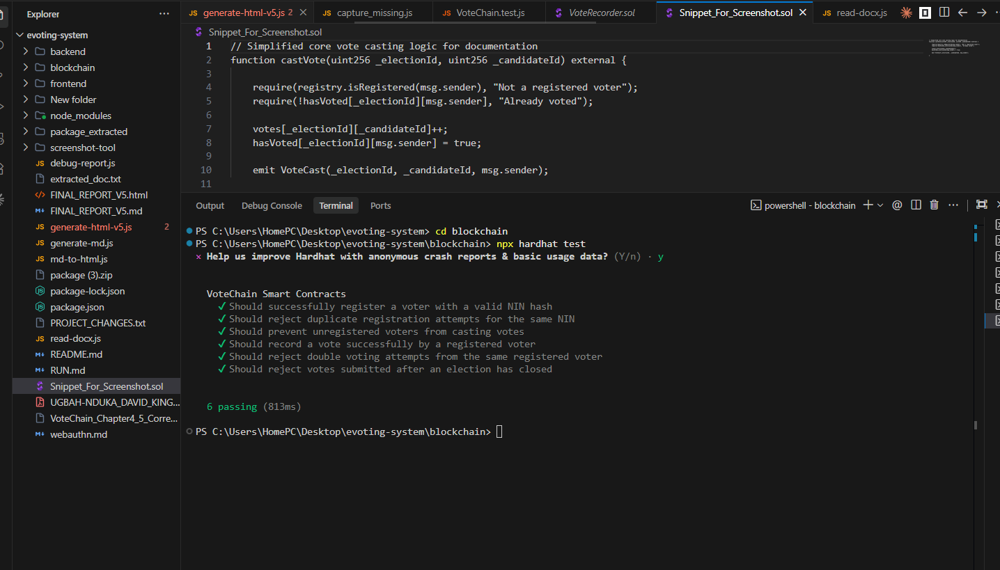 Explorer
evoting-system
backend
blockchain
frontend
New folder
node_modules
package_extracted
screenshot-tool
JS debug-report.js
extracted_doc.txt
FINAL_REPORT_V5.html
FINAL_REPORT_V5.md
JS generate-html-v5.js 2
JS generate-md.js
JS md-to-html.js
package (3).zip
package-lock.json
package.json
PROJECT_CHANGES.txt
JS read-docx.js
README.md
RUN.md
Snippet_For_Screenshot.sol
UGBAH-NDUKA_DAVID_KING...
VoteChain_Chapter4_5_Corre...
webauthn.md
JS generate-html-v5.js 2
JS capture_missing.js
JS VoteChain.test.js
VoteRecorder.sol
Snippet_For_Screenshot.sol
JS read-docx.js
Snippet_For_Screenshot.sol
1 // Simplified core vote casting logic for documentation
2 function castVote(uint256 _electionId, uint256 _candidateId) external {
3
4 require(registry.isRegistered(msg.sender), "Not a registered voter");
5 require(!hasVoted[_electionId][msg.sender], "Already voted");
6
7 votes[_electionId][_candidateId]++;
8 hasVoted[_electionId][msg.sender] = true;
9
10 emit VoteCast(_electionId, _candidateId, msg.sender);
11
Output Debug Console Terminal Ports
powershell - blockchain
PS C:\Users\HomePC\Desktop\evoting-system> cd blockchain
PS C:\Users\HomePC\Desktop\evoting-system\blockchain> npx hardhat test
× Help us improve Hardhat with anonymous crash reports & basic usage data? (Y/n) · y
VoteChain Smart Contracts
✓ Should successfully register a voter with a valid NIN hash
✓ Should reject duplicate registration attempts for the same NIN
✓ Should prevent unregistered voters from casting votes
✓ Should record a vote successfully by a registered voter
✓ Should reject double voting attempts from the same registered voter
✓ Should reject votes submitted after an election has closed
6 passing (813ms)
PS C:\Users\HomePC\Desktop\evoting-system\blockchain>